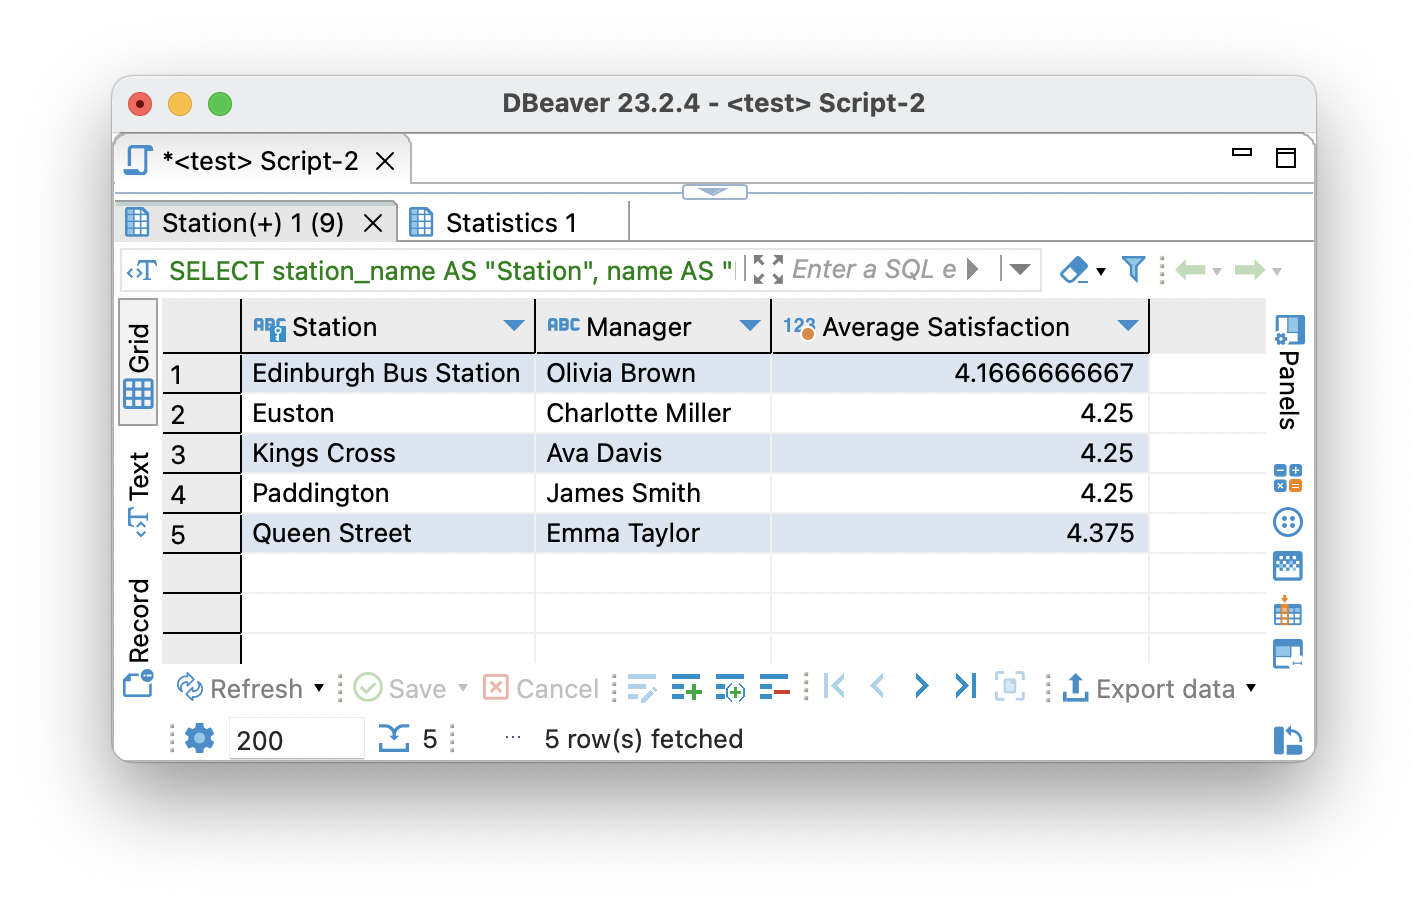 DBeaver 23.2.4 - <test> Script-2
*<test> Script-2
Station(+) 1 (9)
Statistics 1
SELECT station_name AS "Station", name AS "
Enter a SQL e
Grid
Text
Record
Station Manager Average Satisfaction
1 Edinburgh Bus Station Olivia Brown 4.1666666667
2 Euston Charlotte Miller 4.25
3 Kings Cross Ava Davis 4.25
4 Paddington James Smith 4.25
5 Queen Street Emma Taylor 4.375
Panels
Refresh Save Cancel Export data
200 5 ... 5 row(s) fetched